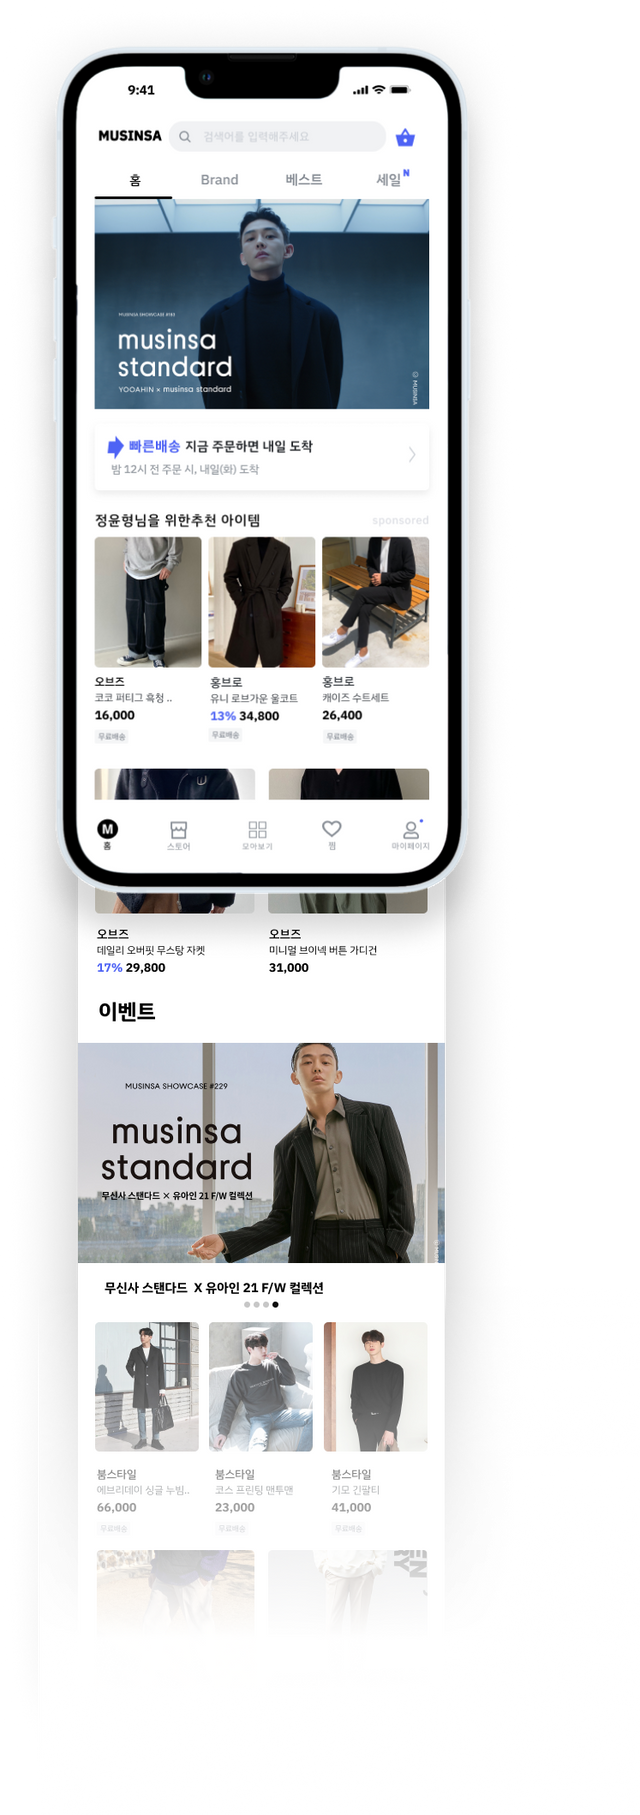 9:41
MUSINSA
검색어를 입력해주세요
홈 Brand 베스트 세일 N
MUSINSA SHOWCASE #193
musinsa
standard
YOOAHIN × musinsa standard
© MUSINSA
빠른배송 지금 주문하면 내일 도착
밤 12시 전 주문 시, 내일(화) 도착
정윤형님을 위한추천 아이템 sponsored
오브즈 홍브로 홍브로
코코 퍼티그 흑청 .. 유니 로브가운 울코트 캐이즈 수트세트
16,000 13% 34,800 26,400
무료배송 무료배송 무료배송
M
홈 스토어 모아보기 찜 마이페이지
오브즈 오브즈
데일리 오버핏 무스탕 자켓 미니멀 브이넥 버튼 가디건
17% 29,800 31,000
이벤트
MUSINSA SHOWCASE #229
musinsa
standard
무신사 스탠다드 × 유아인 21 F/W 컬렉션
무신사 스탠다드 X 유아인 21 F/W 컬렉션
붐스타일 붐스타일 붐스타일
에브리데이 싱글 누빔.. 코스 프린팅 맨투맨 기모 긴팔티
66,000 23,000 41,000
무료배송 무료배송 무료배송